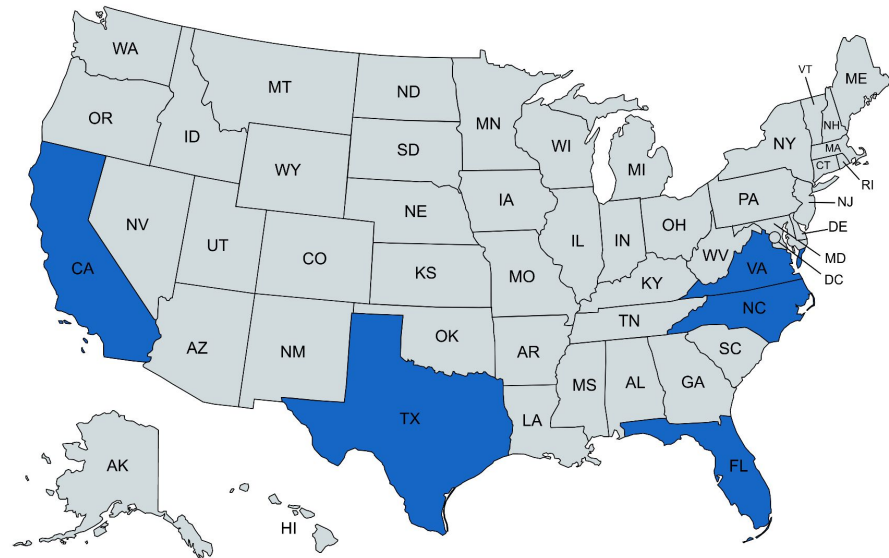 WA
MT
ND
MN
VT
ME
OR
ID
WY
SD
WI
MI
NY
NH
MA
CT
RI
NV
UT
CO
NE
IA
IL
IN
OH
PA
NJ
DE
MD
DC
CA
KS
MO
KY
WV
VA
NC
TN
AZ
NM
OK
AR
SC
MS
AL
GA
TX
LA
FL
AK
HI